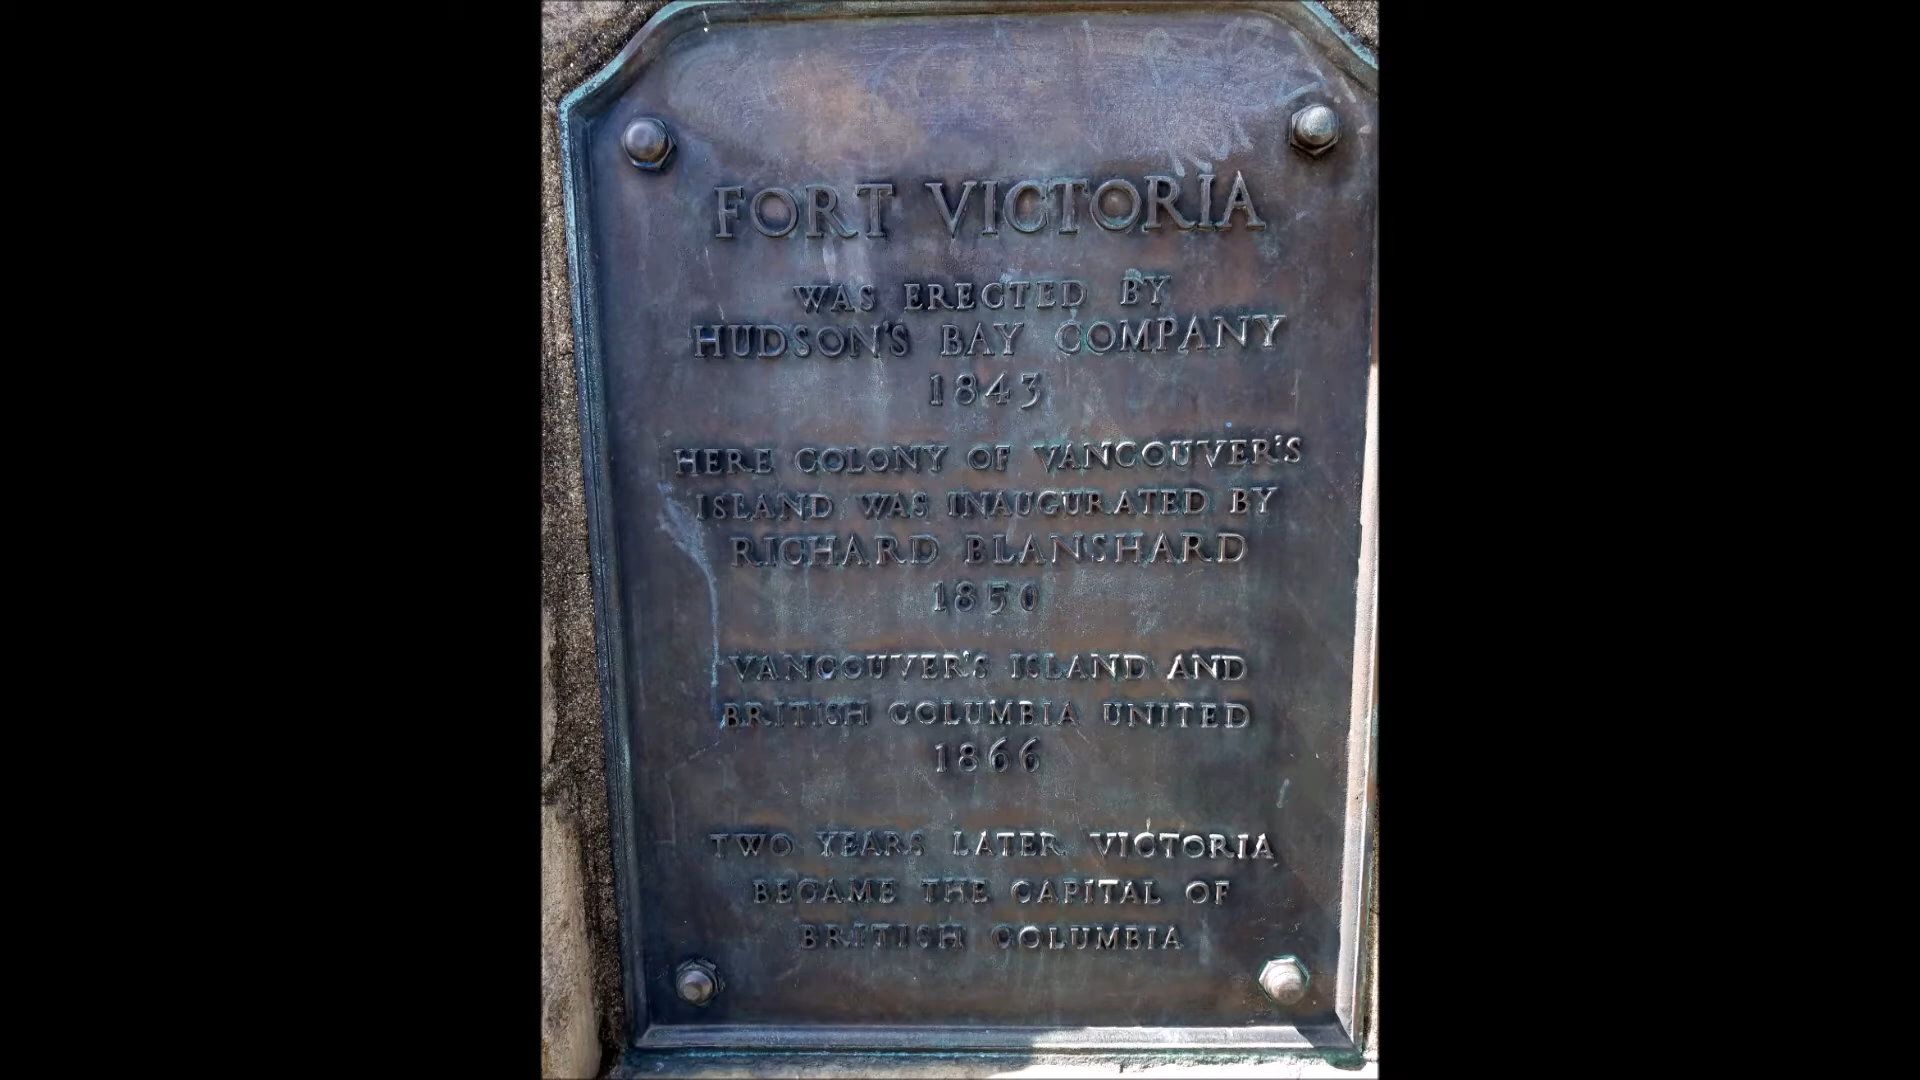 FORT VICTORIA
WAS ERECTED BY
HUDSON'S BAY COMPANY
1843
HERE COLONY OF VANCOUVER'S
ISLAND WAS INAUGURATED BY
RICHARD BLANSHARD
1850
VANCOUVER'S ISLAND AND
BRITISH COLUMBIA UNITED
1866
TWO YEARS LATER VICTORIA
BECAME THE CAPITAL OF
BRITISH COLUMBIA